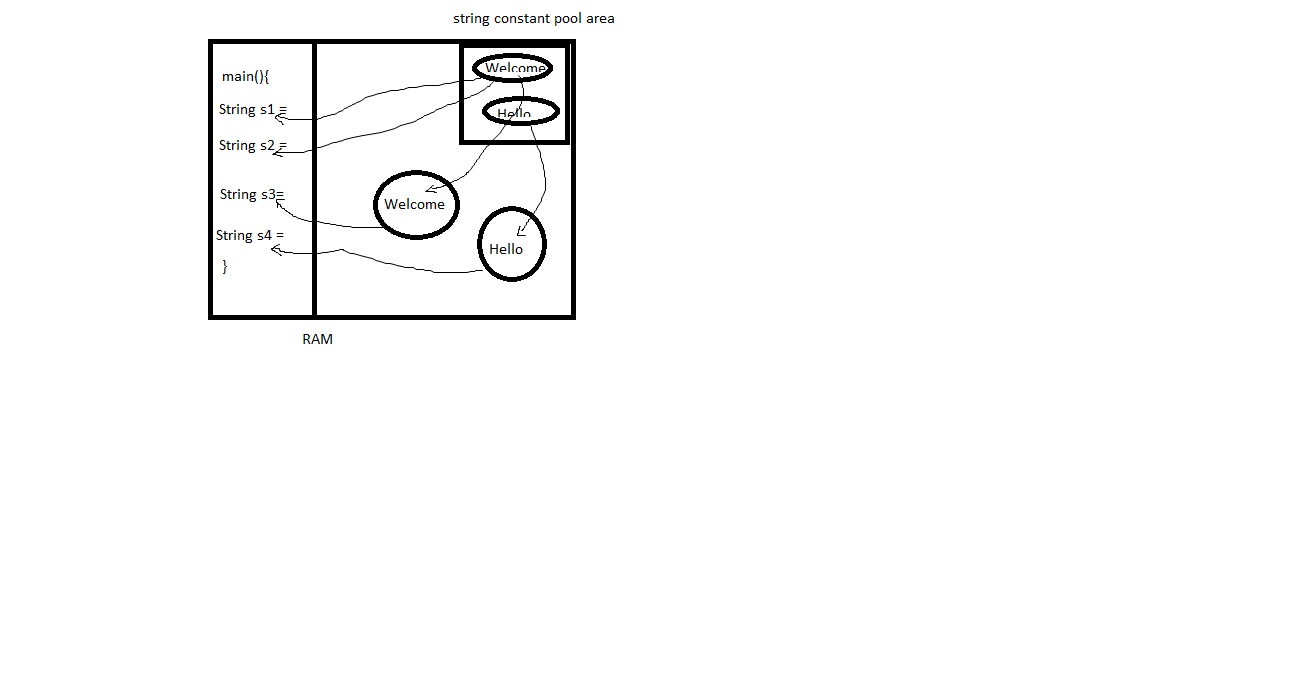 string constant pool area
main(){
String s1 =
String s2 =
String s3=
String s4 =
}
Welcome
Hello
Welcome
Hello
RAM